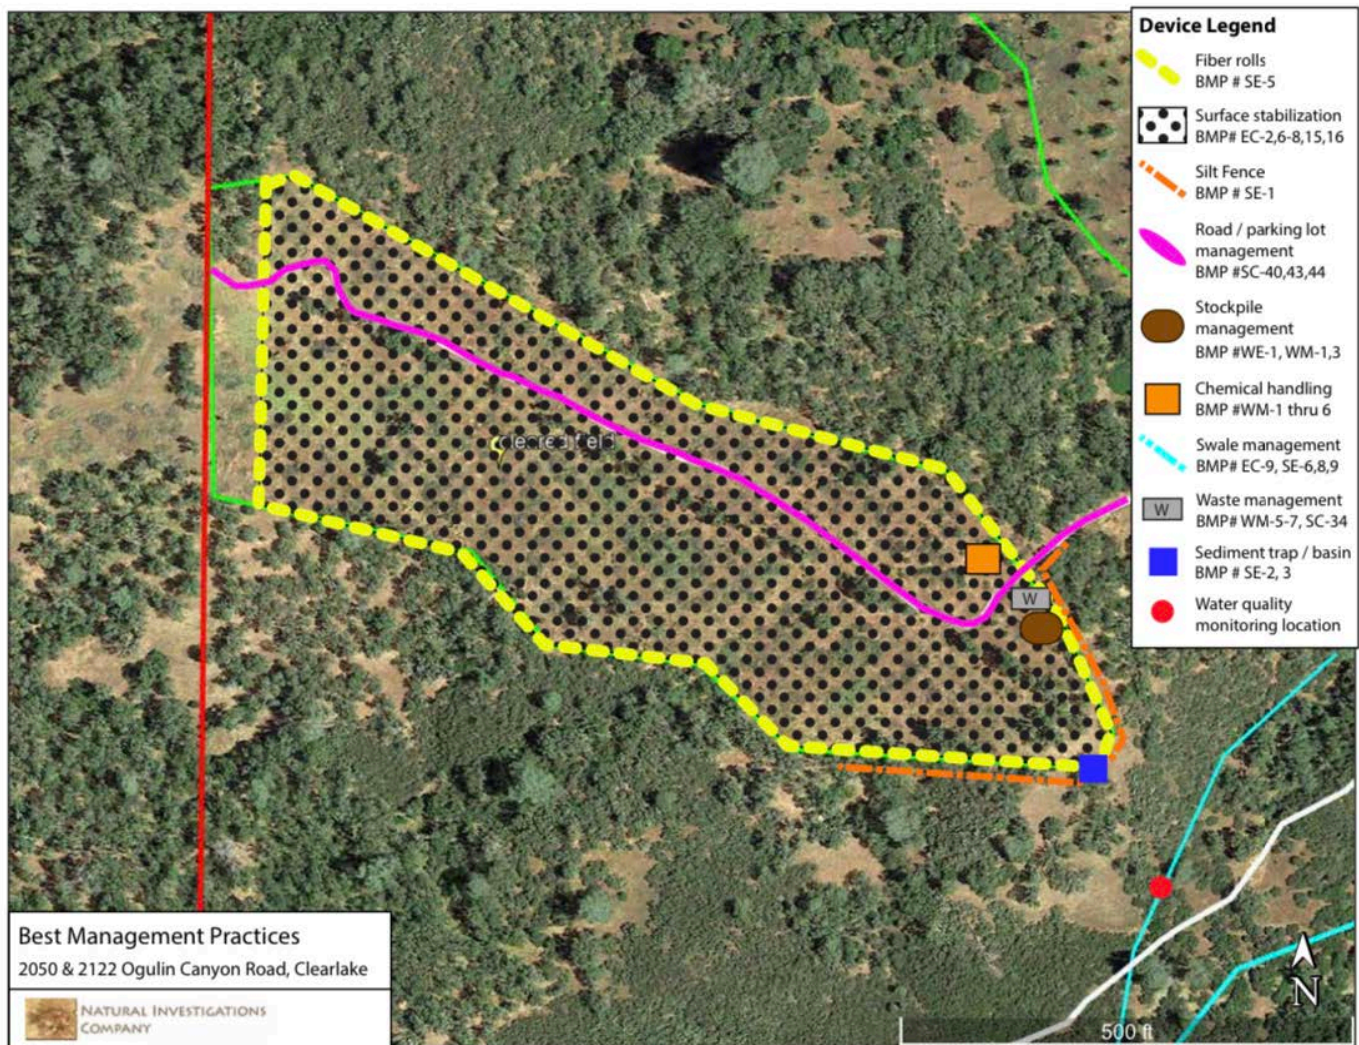 Device Legend
Fiber rolls
BMP # SE-5
Surface stabilization
BMP# EC-2,6-8,15,16
Silt Fence
BMP # SE-1
Road / parking lot
management
BMP #SC-40,43,44
Stockpile
management
BMP #WE-1, WM-1,3
Chemical handling
BMP #WM-1 thru 6
Swale management
BMP# EC-9, SE-6,8,9
W
Waste management
BMP# WM-5-7, SC-34
Sediment trap / basin
BMP # SE-2, 3
Water quality
monitoring location
cleared field
W
Best Management Practices
2050 & 2122 Ogulin Canyon Road, Clearlake
NATURAL INVESTIGATIONS
COMPANY
N
500 ft